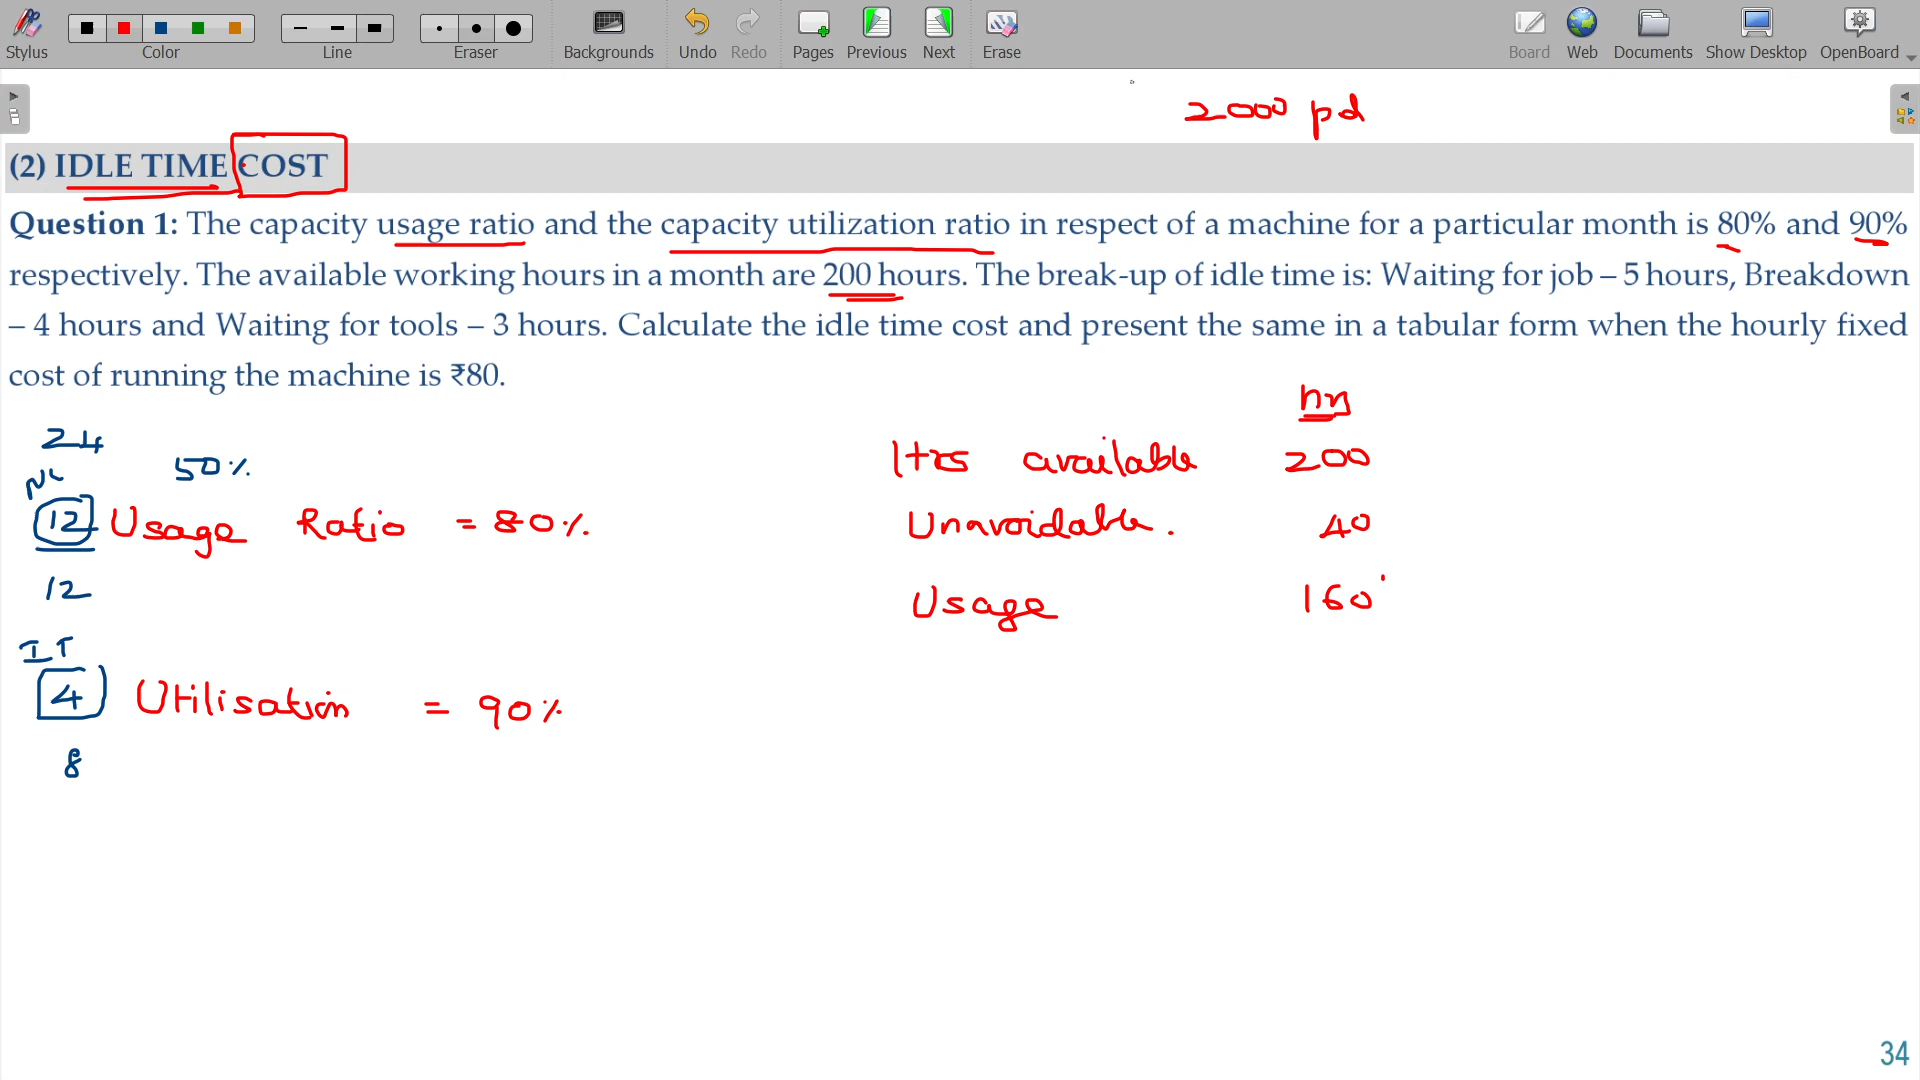 Stylus Color Line Eraser Backgrounds Undo Redo Pages Previous Next Erase Board Web Documents Show Desktop OpenBoard
2000 pd
(2) IDLE TIME COST
Question 1: The capacity usage ratio and the capacity utilization ratio in respect of a machine for a particular month is 80% and 90%
respectively. The available working hours in a month are 200 hours. The break-up of idle time is: Waiting for job – 5 hours, Breakdown
– 4 hours and Waiting for tools – 3 hours. Calculate the idle time cost and present the same in a tabular form when the hourly fixed
cost of running the machine is ₹80.
24
50%
12 Usage Ratio = 80%
12
IT
4 Utilisation = 90%
8
Hrs available 200
Unavoidable. 40
Usage 160
34